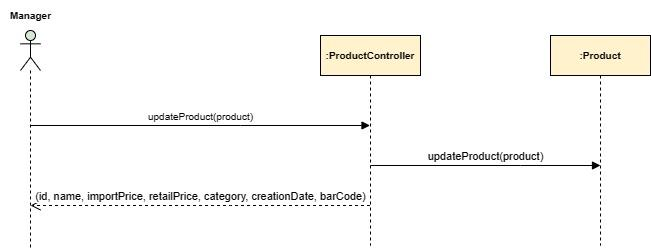 Manager
:ProductController
:Product
updateProduct(product)
updateProduct(product)
(id, name, importPrice, retailPrice, category, creationDate, barCode)